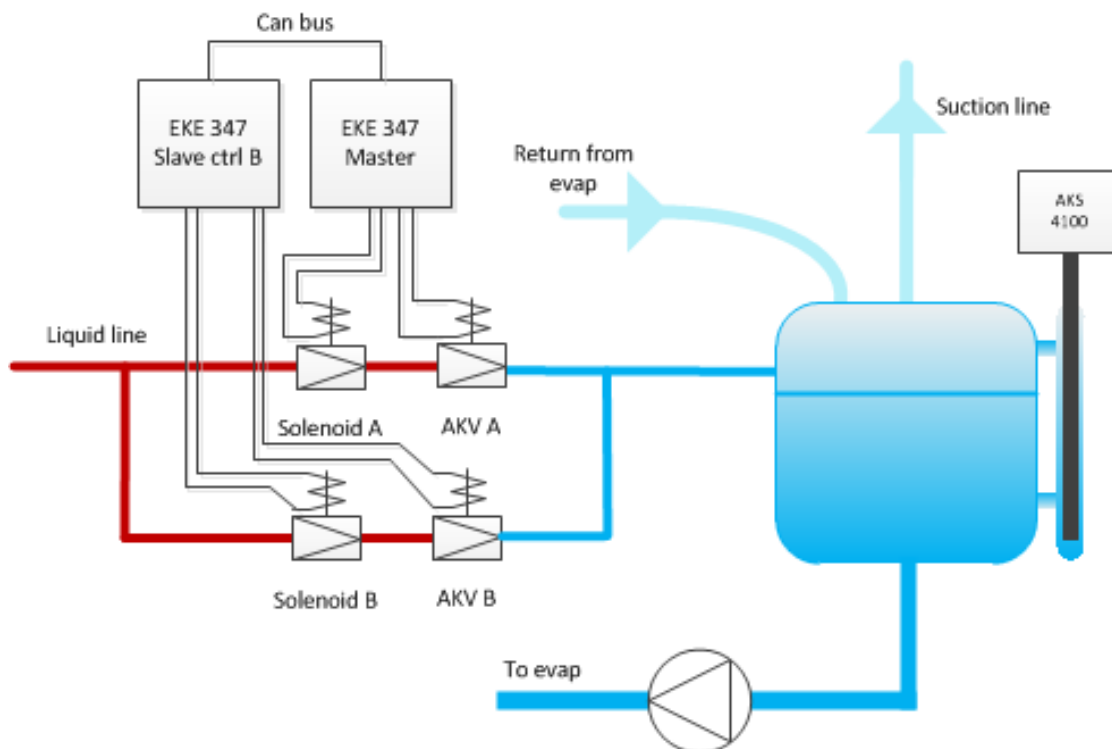 Can bus
EKE 347
Slave ctrl B
EKE 347
Master
Suction line
Return from
evap
AKS
4100
Liquid line
Solenoid A
AKV A
Solenoid B
AKV B
To evap